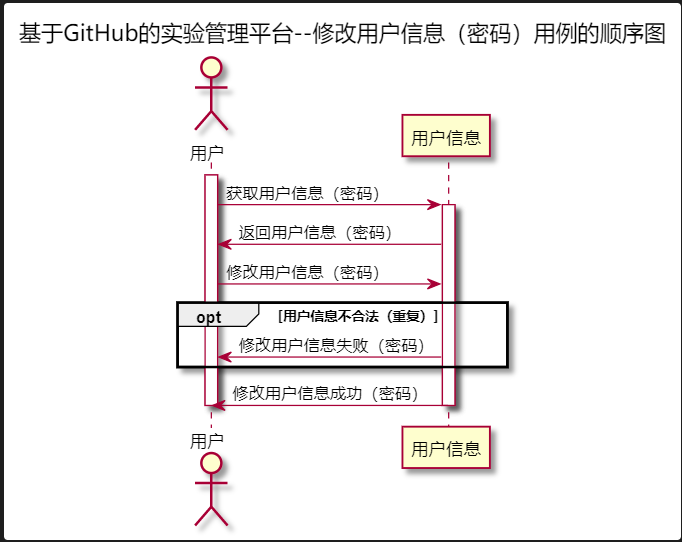 基于GitHub的实验管理平台--修改用户信息（密码）用例的顺序图
用户
用户信息
获取用户信息（密码）
返回用户信息（密码）
修改用户信息（密码）
opt
[用户信息不合法（重复）]
修改用户信息失败（密码）
修改用户信息成功（密码）
用户
用户信息